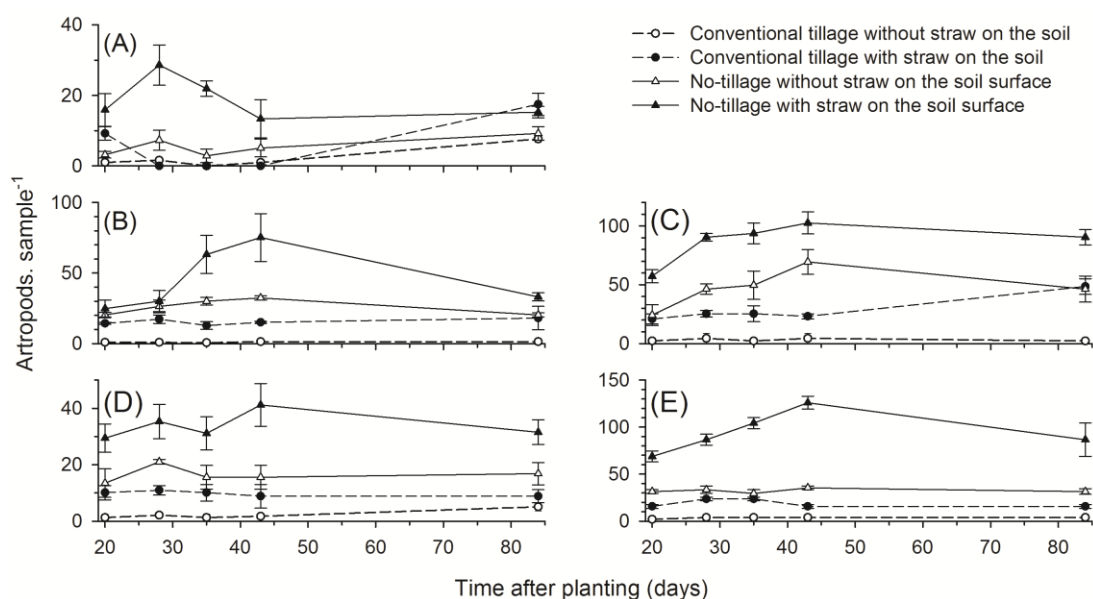 40
20
0
(A)
Conventional tillage without straw on the soil
Conventional tillage with straw on the soil
No-tillage without straw on the soil surface
No-tillage with straw on the soil surface
Artropods. sample-1
100
50
0
(B)
100
50
0
(C)
40
20
0
(D)
20 30 40 50 60 70 80
150
100
50
0
(E)
20 30 40 50 60 70 80
Time after planting (days)